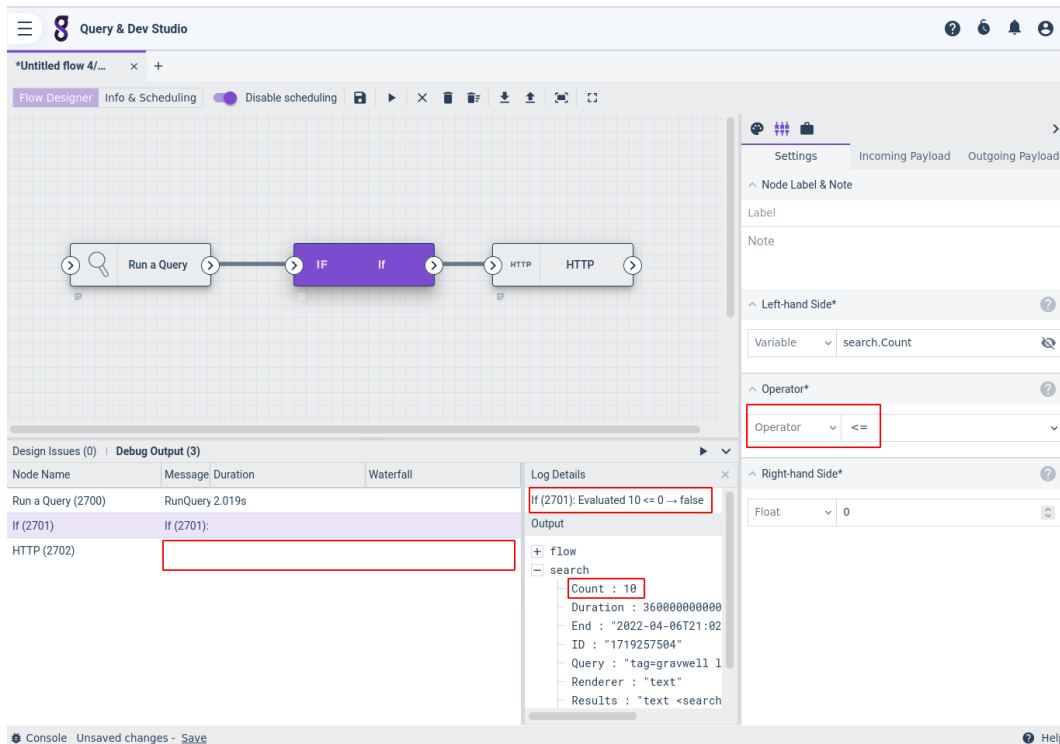 Query & Dev Studio
*Untitled flow 4/... × +
Flow Designer Info & Scheduling Disable scheduling
Settings Incoming Payload Outgoing Payload
Node Label & Note
Label
Note
Run a Query
IF If
HTTP HTTP
Left-hand Side*
Variable search.Count
Operator*
Operator <=
Right-hand Side*
Float 0
Design Issues (0) | Debug Output (3)
Node Name Message Duration Waterfall
Run a Query (2700) RunQuery 2.019s
If (2701) If (2701):
HTTP (2702)
Log Details ×
If (2701): Evaluated 10 <= 0 → false
Output
+ flow
− search
Count : 10
Duration : 360000000000
End : "2022-04-06T21:02
ID : "1719257504"
Query : "tag=gravwell l
Renderer : "text"
Results : "text <search
Console Unsaved changes - Save
Hel